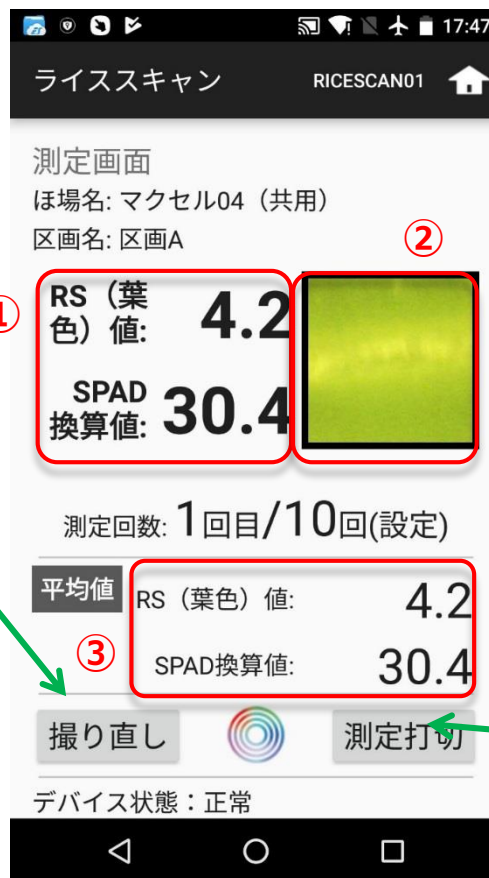 17:47
ライススキャン RICESCAN01
測定画面
ほ場名: マクセル04（共用）
区画名: 区画A
②
①
RS（葉
色）値: 4.2
SPAD
換算値: 30.4
測定回数: 1回目/10回(設定)
平均値
RS（葉色）値: 4.2
③
SPAD換算値: 30.4
撮り直し 測定打切
デバイス状態：正常